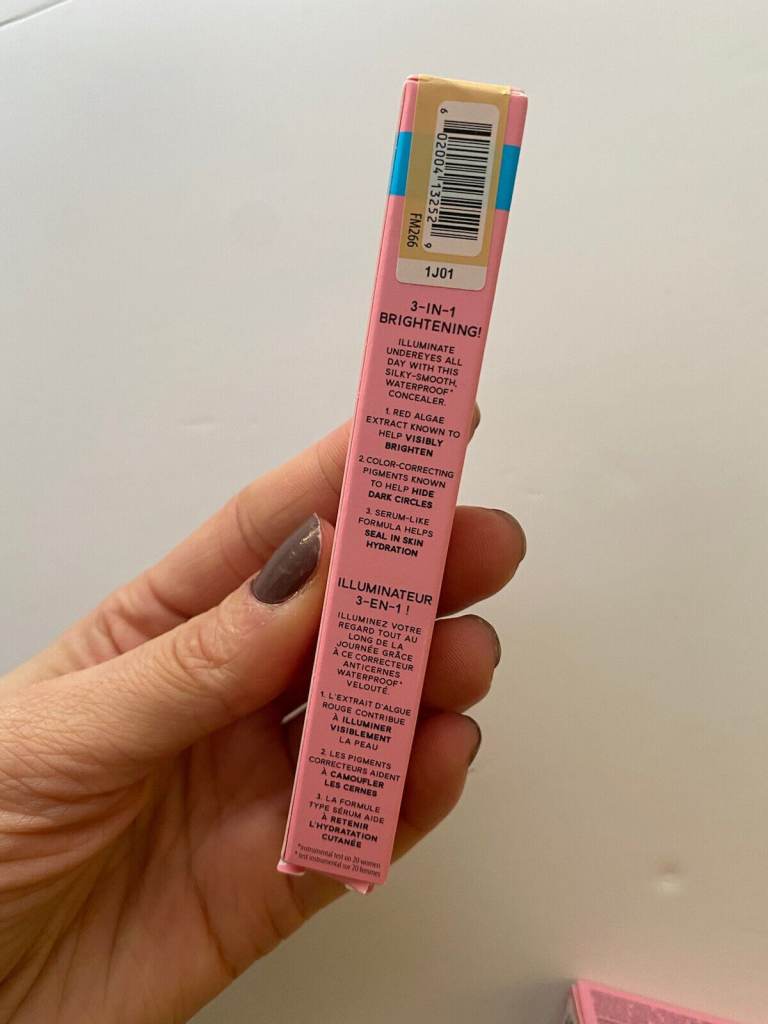 6 02004 13252 9
FM266
1J01
3-IN-1
BRIGHTENING!
ILLUMINATE
UNDEREYES ALL
DAY WITH THIS
SILKY-SMOOTH,
WATERPROOF*
CONCEALER.
1. RED ALGAE
EXTRACT KNOWN TO
HELP VISIBLY
BRIGHTEN
2. COLOR-CORRECTING
PIGMENTS KNOWN
TO HELP HIDE
DARK CIRCLES
3. SERUM-LIKE
FORMULA HELPS
SEAL IN SKIN
HYDRATION
ILLUMINATEUR
3-EN-1 !
ILLUMINEZ VOTRE
REGARD TOUT AU
LONG DE LA
JOURNÉE GRÂCE
À CE CORRECTEUR
ANTICERNES
WATERPROOF*
VELOUTÉ.
1. L'EXTRAIT D'ALGUE
ROUGE CONTRIBUE
À ILLUMINER
VISIBLEMENT
LA PEAU
2. LES PIGMENTS
CORRECTEURS AIDENT
À CAMOUFLER
LES CERNES
3. LA FORMULE
TYPE SÉRUM AIDE
À RETENIR
L'HYDRATATION
CUTANÉE
*Instrumental test on 20 women
* test instrumental sur 20 femmes